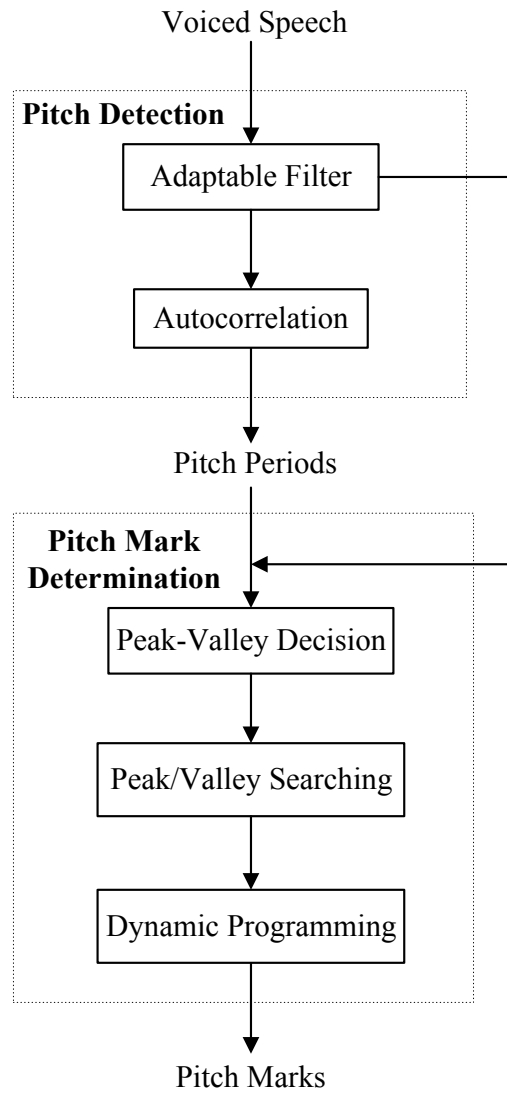 Voiced Speech
Pitch Detection
Adaptable Filter
Autocorrelation
Pitch Periods
Pitch Mark
Determination
Peak-Valley Decision
Peak/Valley Searching
Dynamic Programming
Pitch Marks